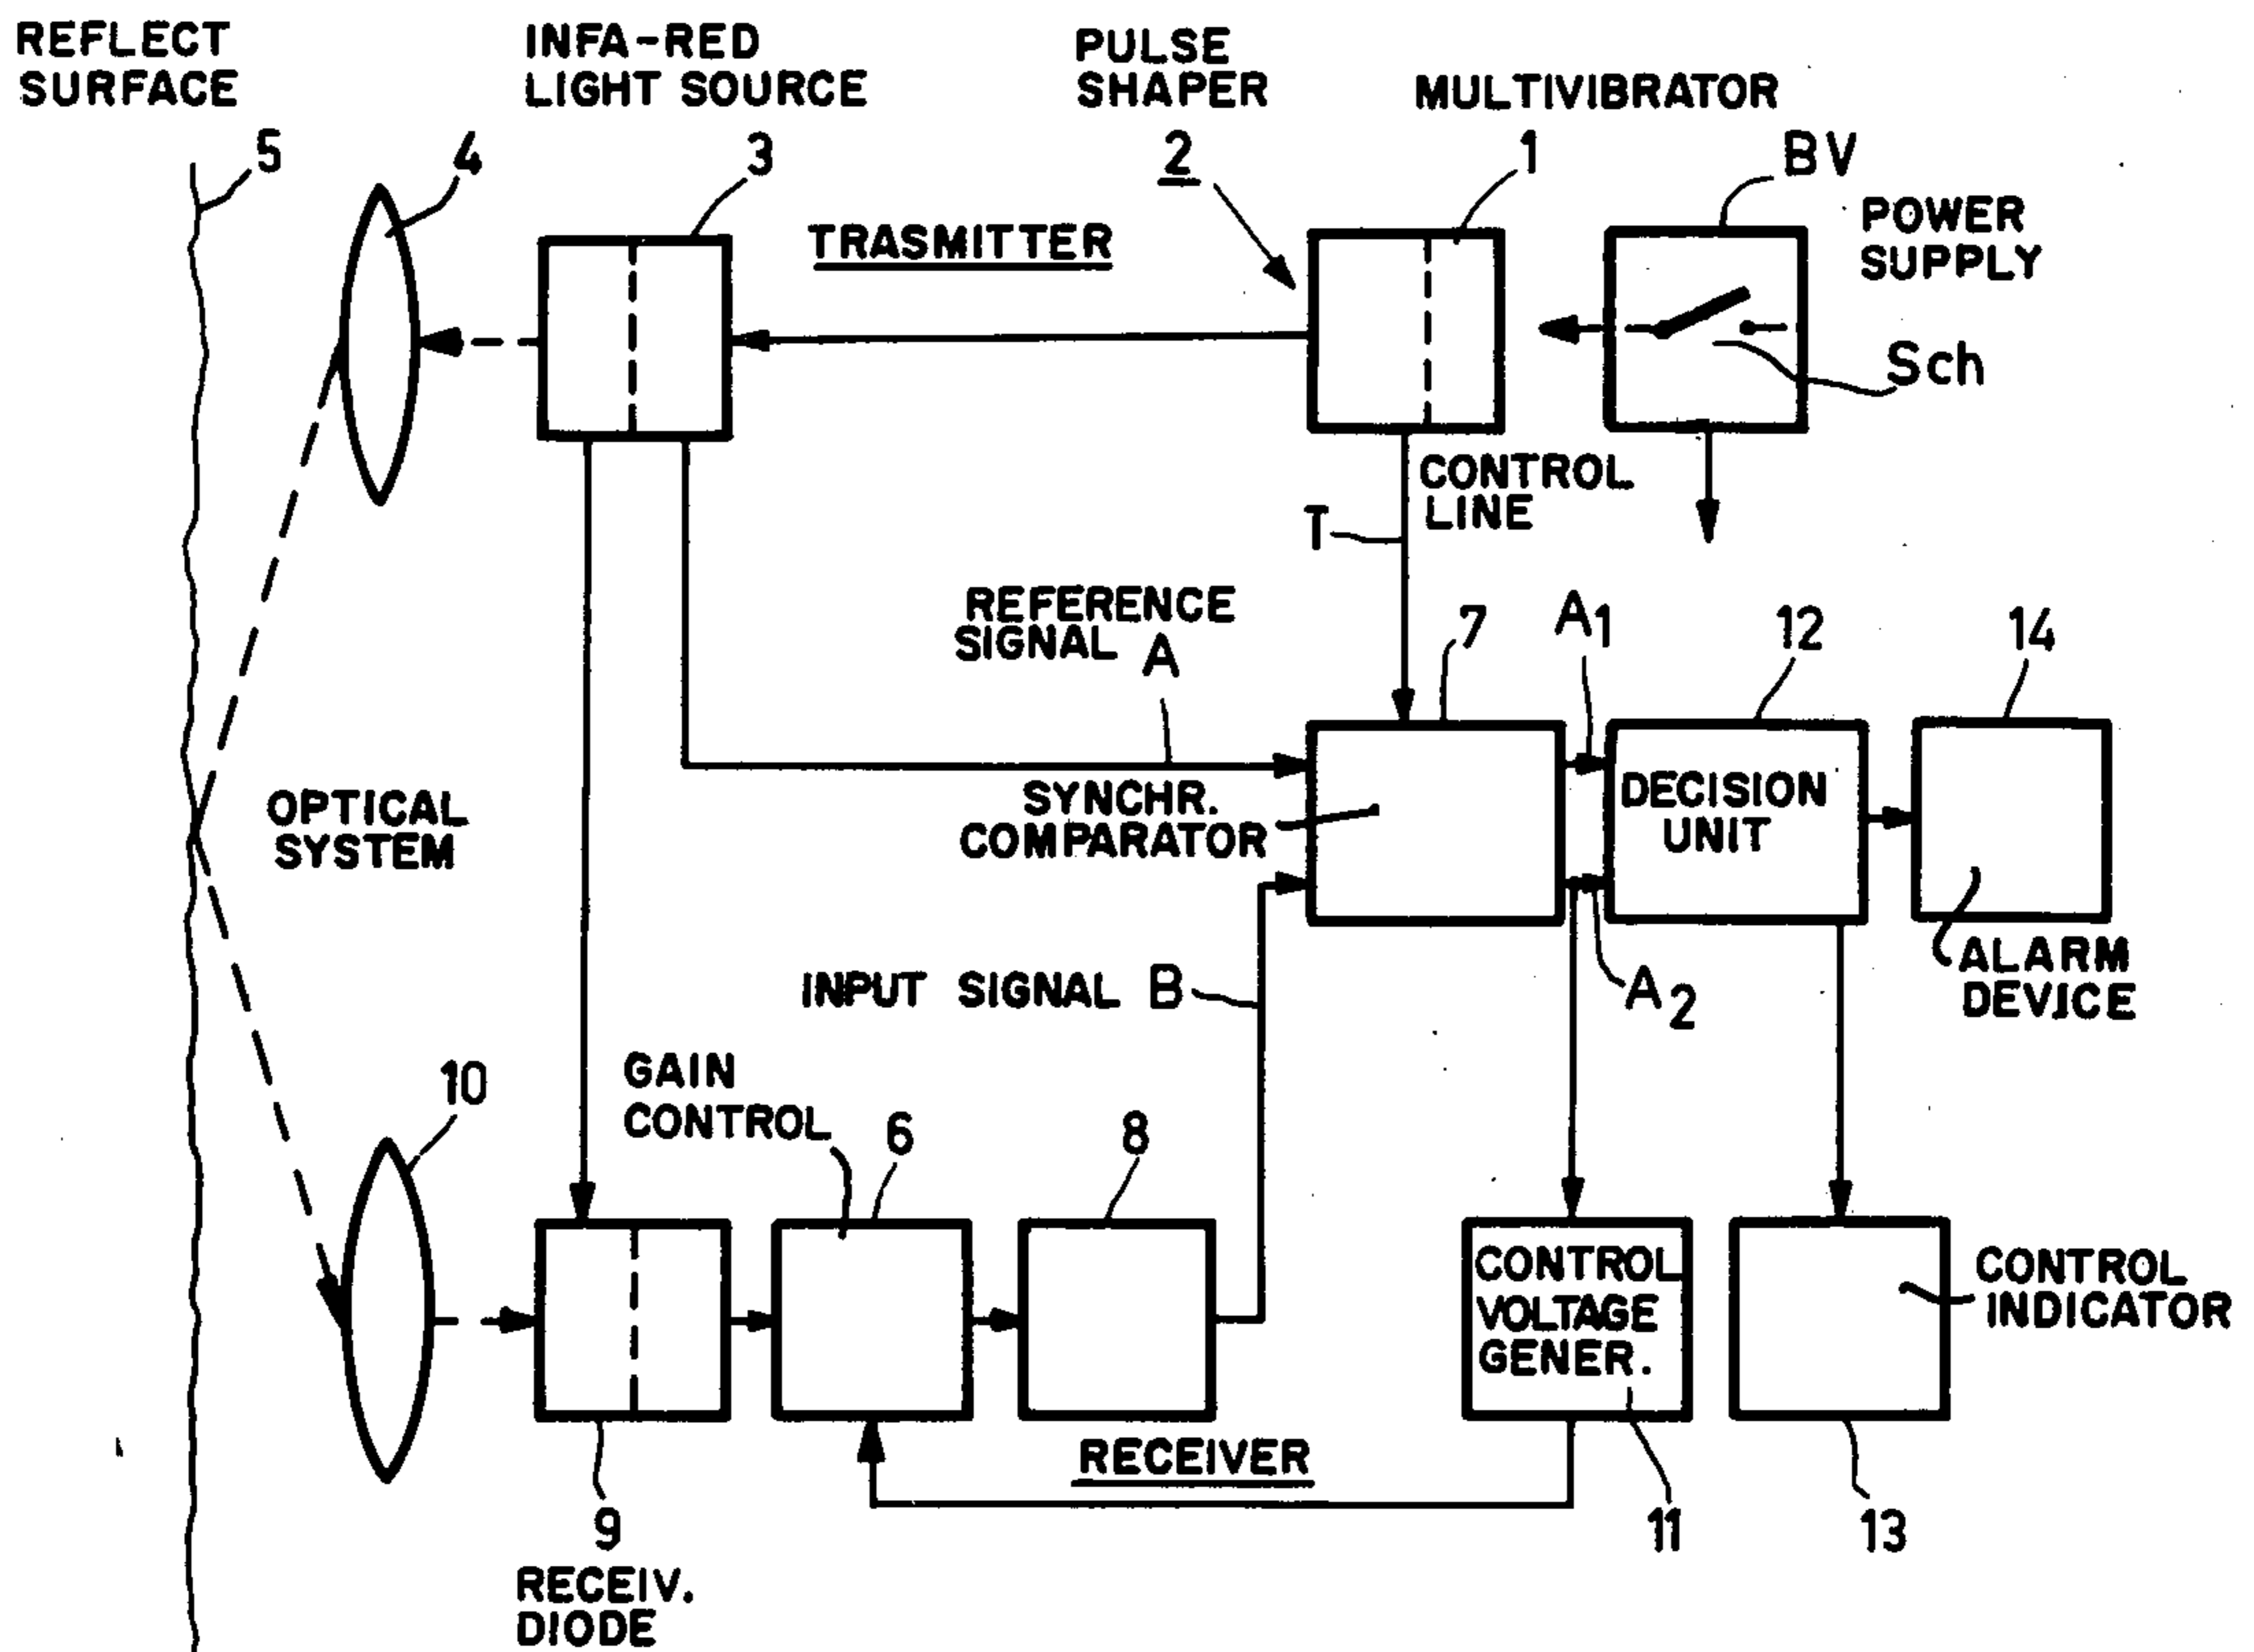 REFLECT
SURFACE
INFA-RED
LIGHT SOURCE
PULSE
SHAPER
MULTIVIBRATOR
5
4
3
2
1
BV
POWER
SUPPLY
TRASMITTER
Sch
CONTROL
LINE
T
REFERENCE
SIGNAL A
7
A1
12
14
OPTICAL
SYSTEM
SYNCHR.
COMPARATOR
DECISION
UNIT
INPUT SIGNAL B
A2
ALARM
DEVICE
10
GAIN
CONTROL
6
8
CONTROL
VOLTAGE
GENER.
CONTROL
INDICATOR
RECEIVER
9
11
13
RECEIV.
DIODE